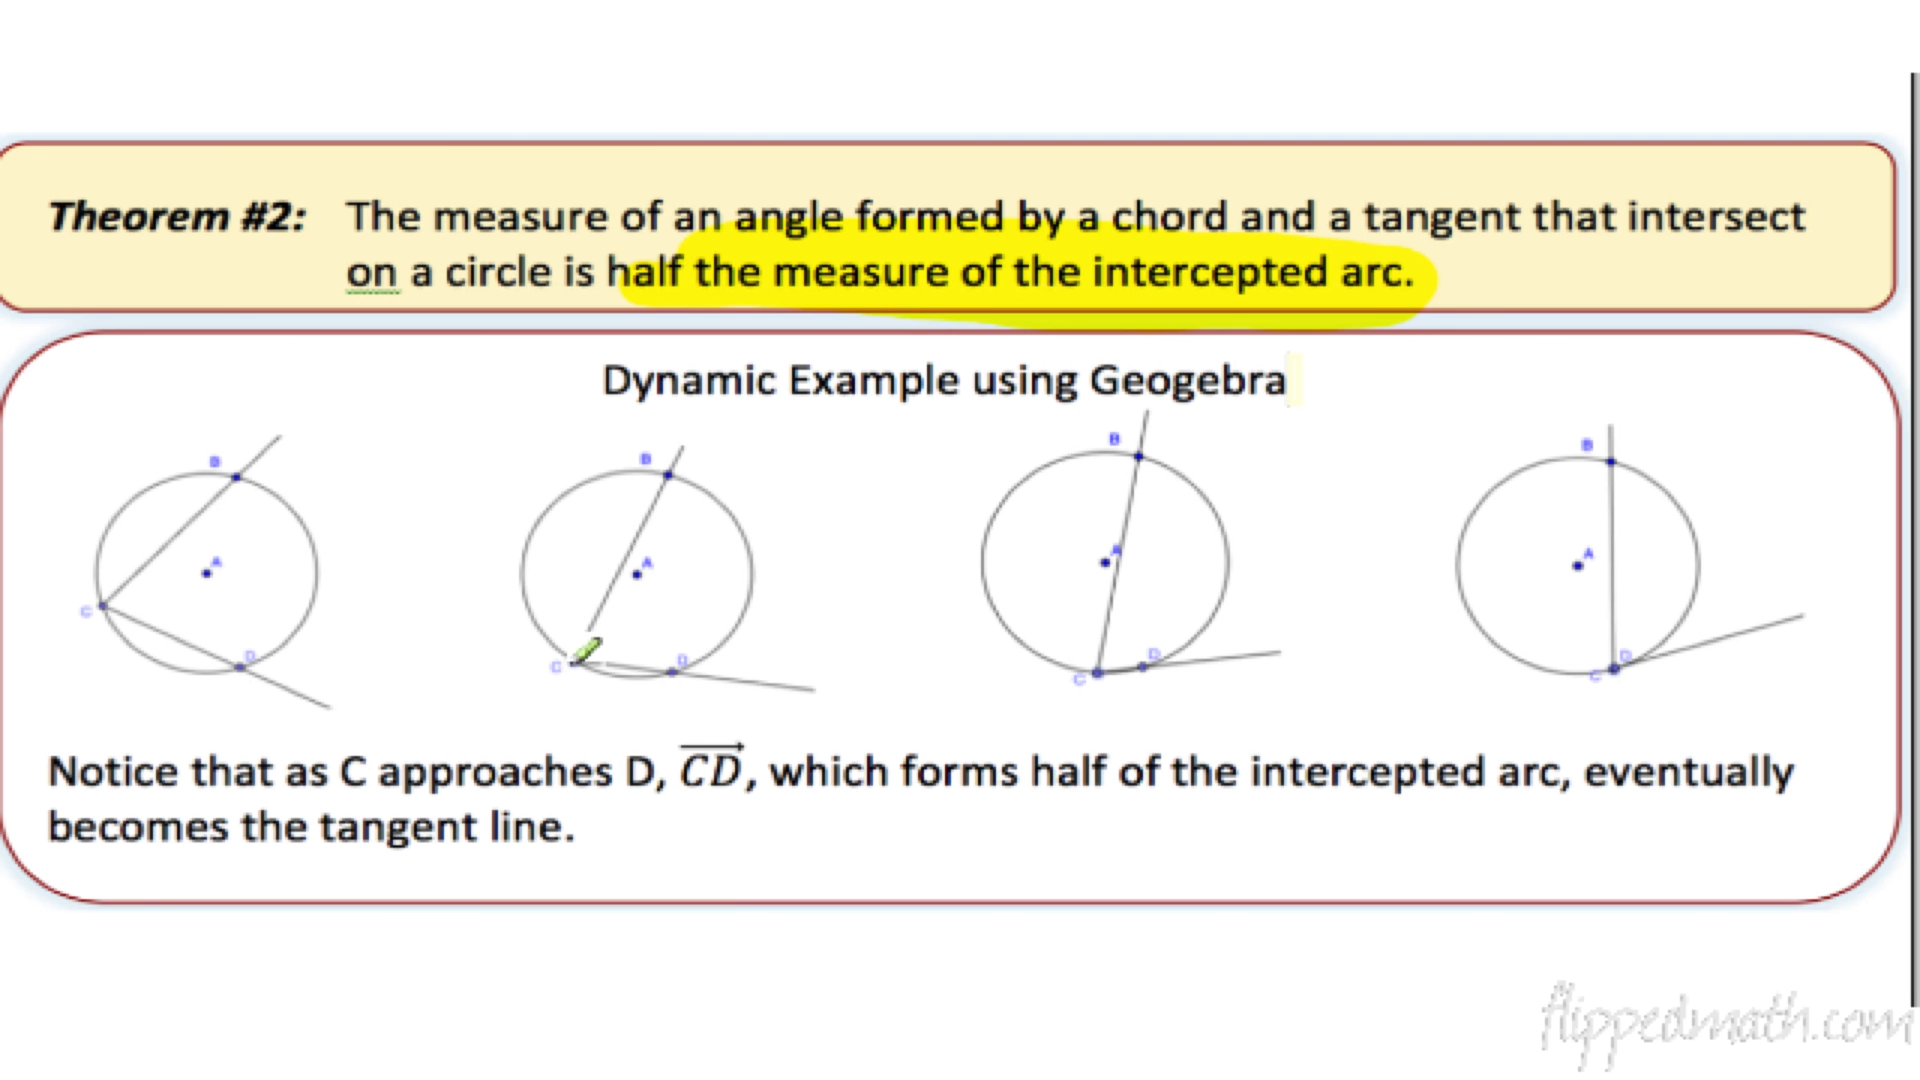 Theorem #2: The measure of an angle formed by a chord and a tangent that intersect
on a circle is half the measure of the intercepted arc.
Dynamic Example using Geogebra
B
A
C
D
B
A
C
D
B
A
C
D
B
A
C
D
Notice that as C approaches D, CD, which forms half of the intercepted arc, eventually
becomes the tangent line.
flippedmath.com